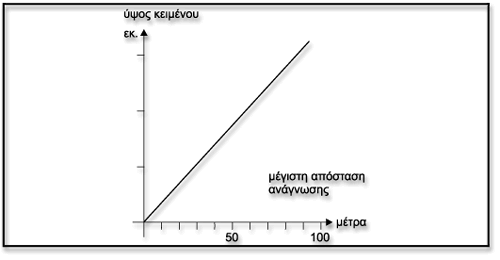 ύψος κειμένου
εκ.
μέγιστη απόσταση
ανάγνωσης
μέτρα
50
100